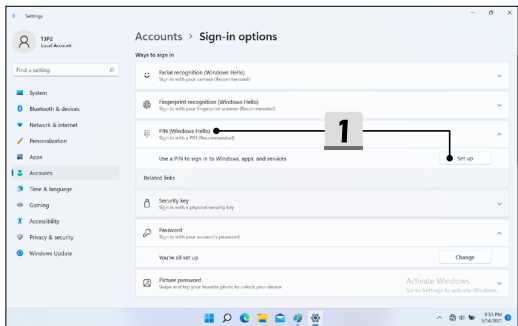 Settings
13P2
Local Account
Find a setting
System
Bluetooth & devices
Network & internet
Personalization
Apps
Accounts
Time & language
Gaming
Accessibility
Privacy & security
Windows Update
Accounts > Sign-in options
Ways to sign in
Facial recognition (Windows Hello)
Sign in with your camera (Recommended)
Fingerprint recognition (Windows Hello)
Sign in with your fingerprint scanner (Recommended)
PIN (Windows Hello)
Sign in with a PIN (Recommended)
1
Use a PIN to sign in to Windows, apps, and services
Set up
Related links
Security key
Sign in with a physical security key
Password
Sign in with your account's password
You're all set up
Change
Picture password
Swipe and tap your favorite photo to unlock your device
Activate Windows
Go to Settings to activate Windows.
6:55 PM
9/14/2021